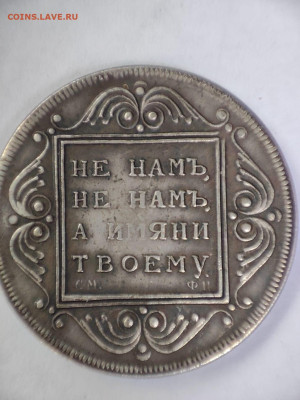 COINS.LAVE.RU
НЕ НАМЪ,
НЕ НАМЪ,
А ИМЯНИ
ТВОЕМУ.
С.М. Ф.Ц.